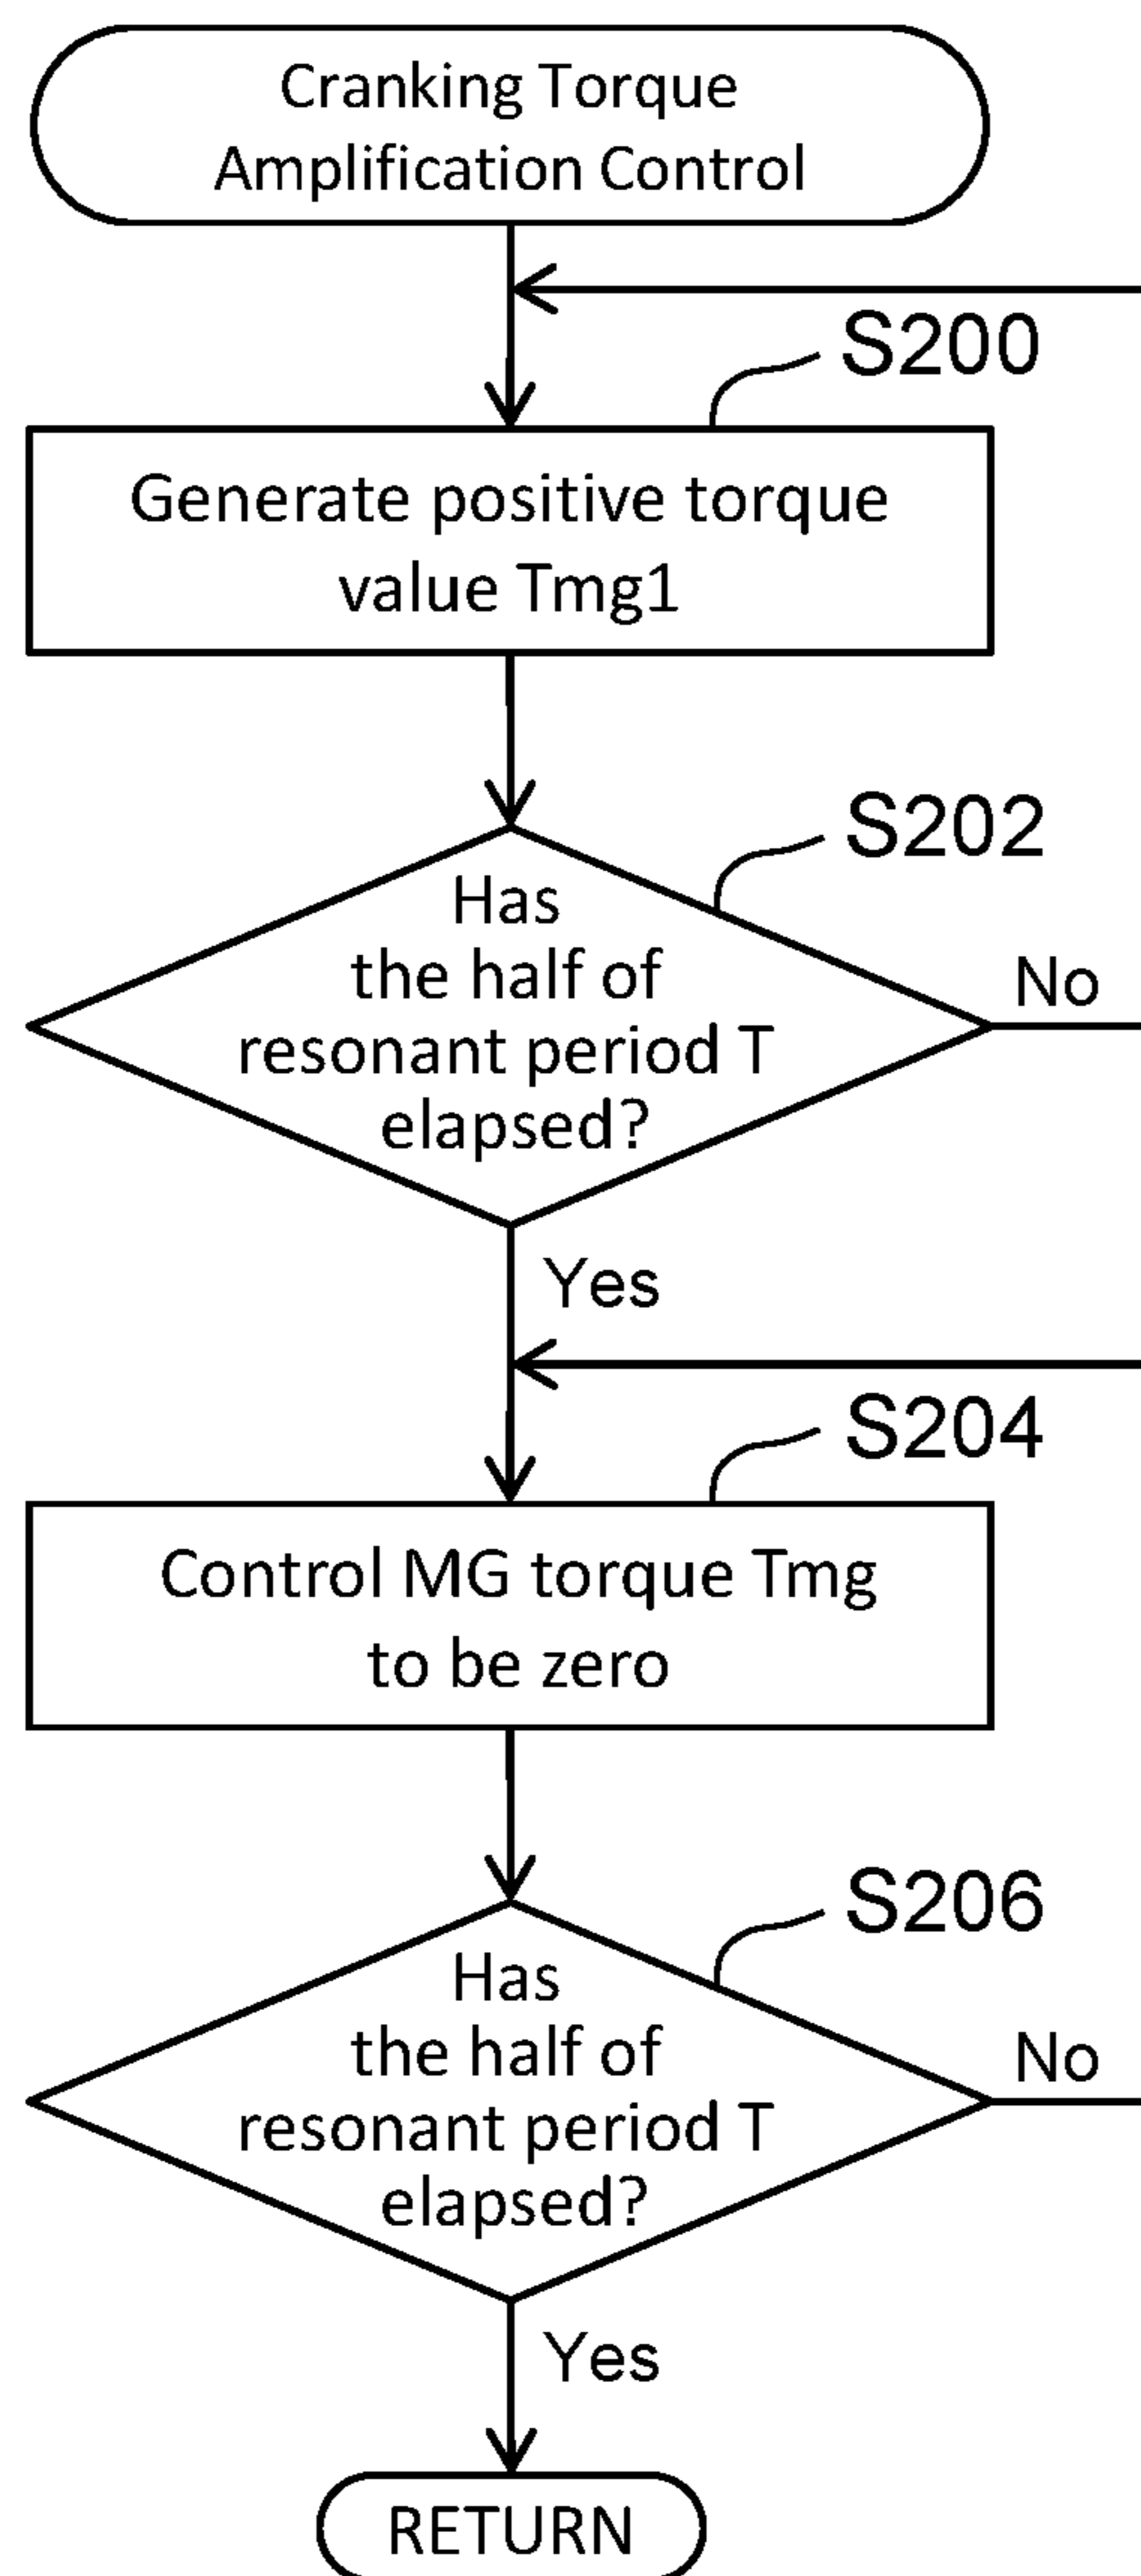 Cranking Torque
Amplification Control
S200
Generate positive torque
value Tmg1
S202
Has
the half of
resonant period T
elapsed?
No
Yes
S204
Control MG torque Tmg
to be zero
S206
Has
the half of
resonant period T
elapsed?
No
Yes
RETURN